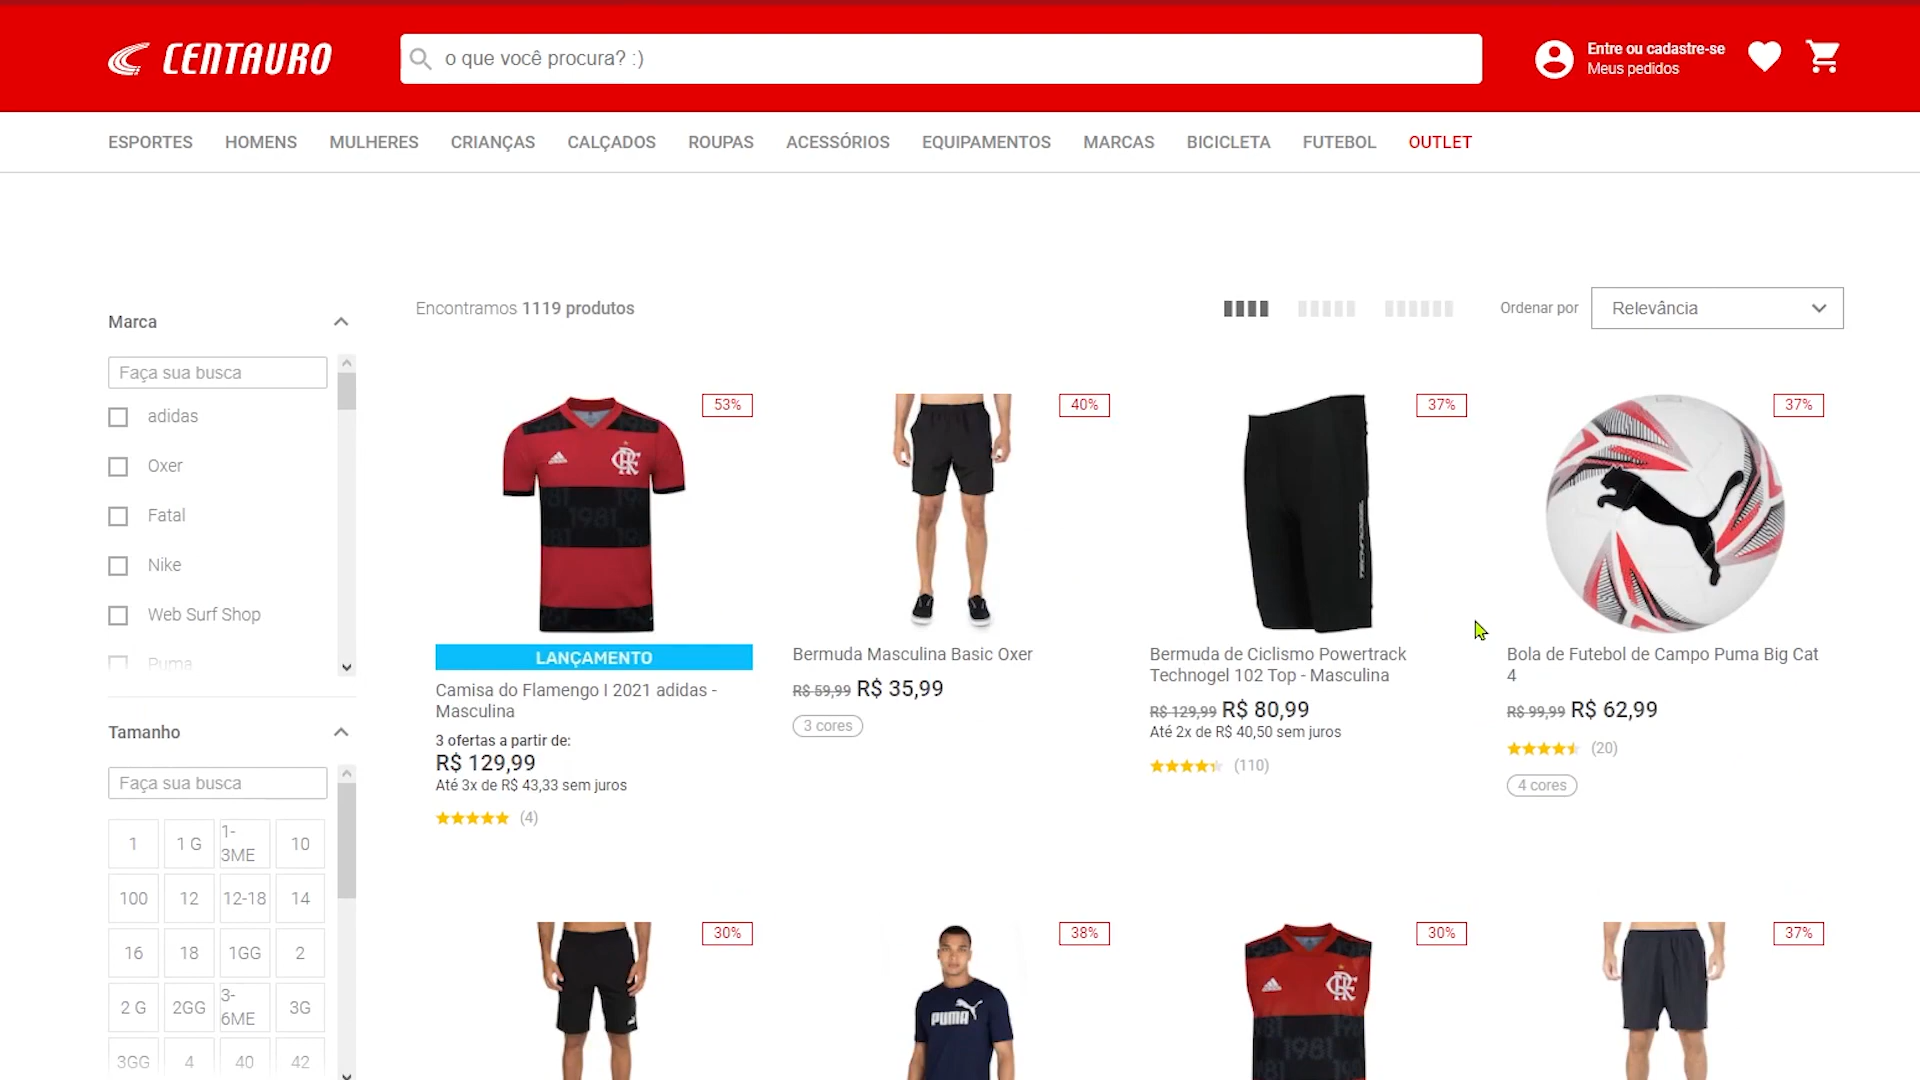 CENTAURO
o que você procura? :)
Entre ou cadastre-se
Meus pedidos
ESPORTES HOMENS MULHERES CRIANÇAS CALÇADOS ROUPAS ACESSÓRIOS EQUIPAMENTOS MARCAS BICICLETA FUTEBOL OUTLET
Marca
Faça sua busca
adidas
Oxer
Fatal
Nike
Web Surf Shop
Puma
Tamanho
Faça sua busca
1 1 G 1-3ME 10
100 12 12-18 14
16 18 1GG 2
2 G 2GG 3-6ME 3G
3GG 4 40 42
Encontramos 1119 produtos
Ordenar por Relevância
53%
1981
LANÇAMENTO
Camisa do Flamengo I 2021 adidas -
Masculina
3 ofertas a partir de:
R$ 129,99
Até 3x de R$ 43,33 sem juros
(4)
40%
Bermuda Masculina Basic Oxer
R$ 59,99 R$ 35,99
3 cores
37%
TECHNOGEL
Bermuda de Ciclismo Powertrack
Technogel 102 Top - Masculina
R$ 129,99 R$ 80,99
Até 2x de R$ 40,50 sem juros
(110)
37%
Bola de Futebol de Campo Puma Big Cat
4
R$ 99,99 R$ 62,99
(20)
4 cores
30%
38%
PUMA
30%
1981
37%